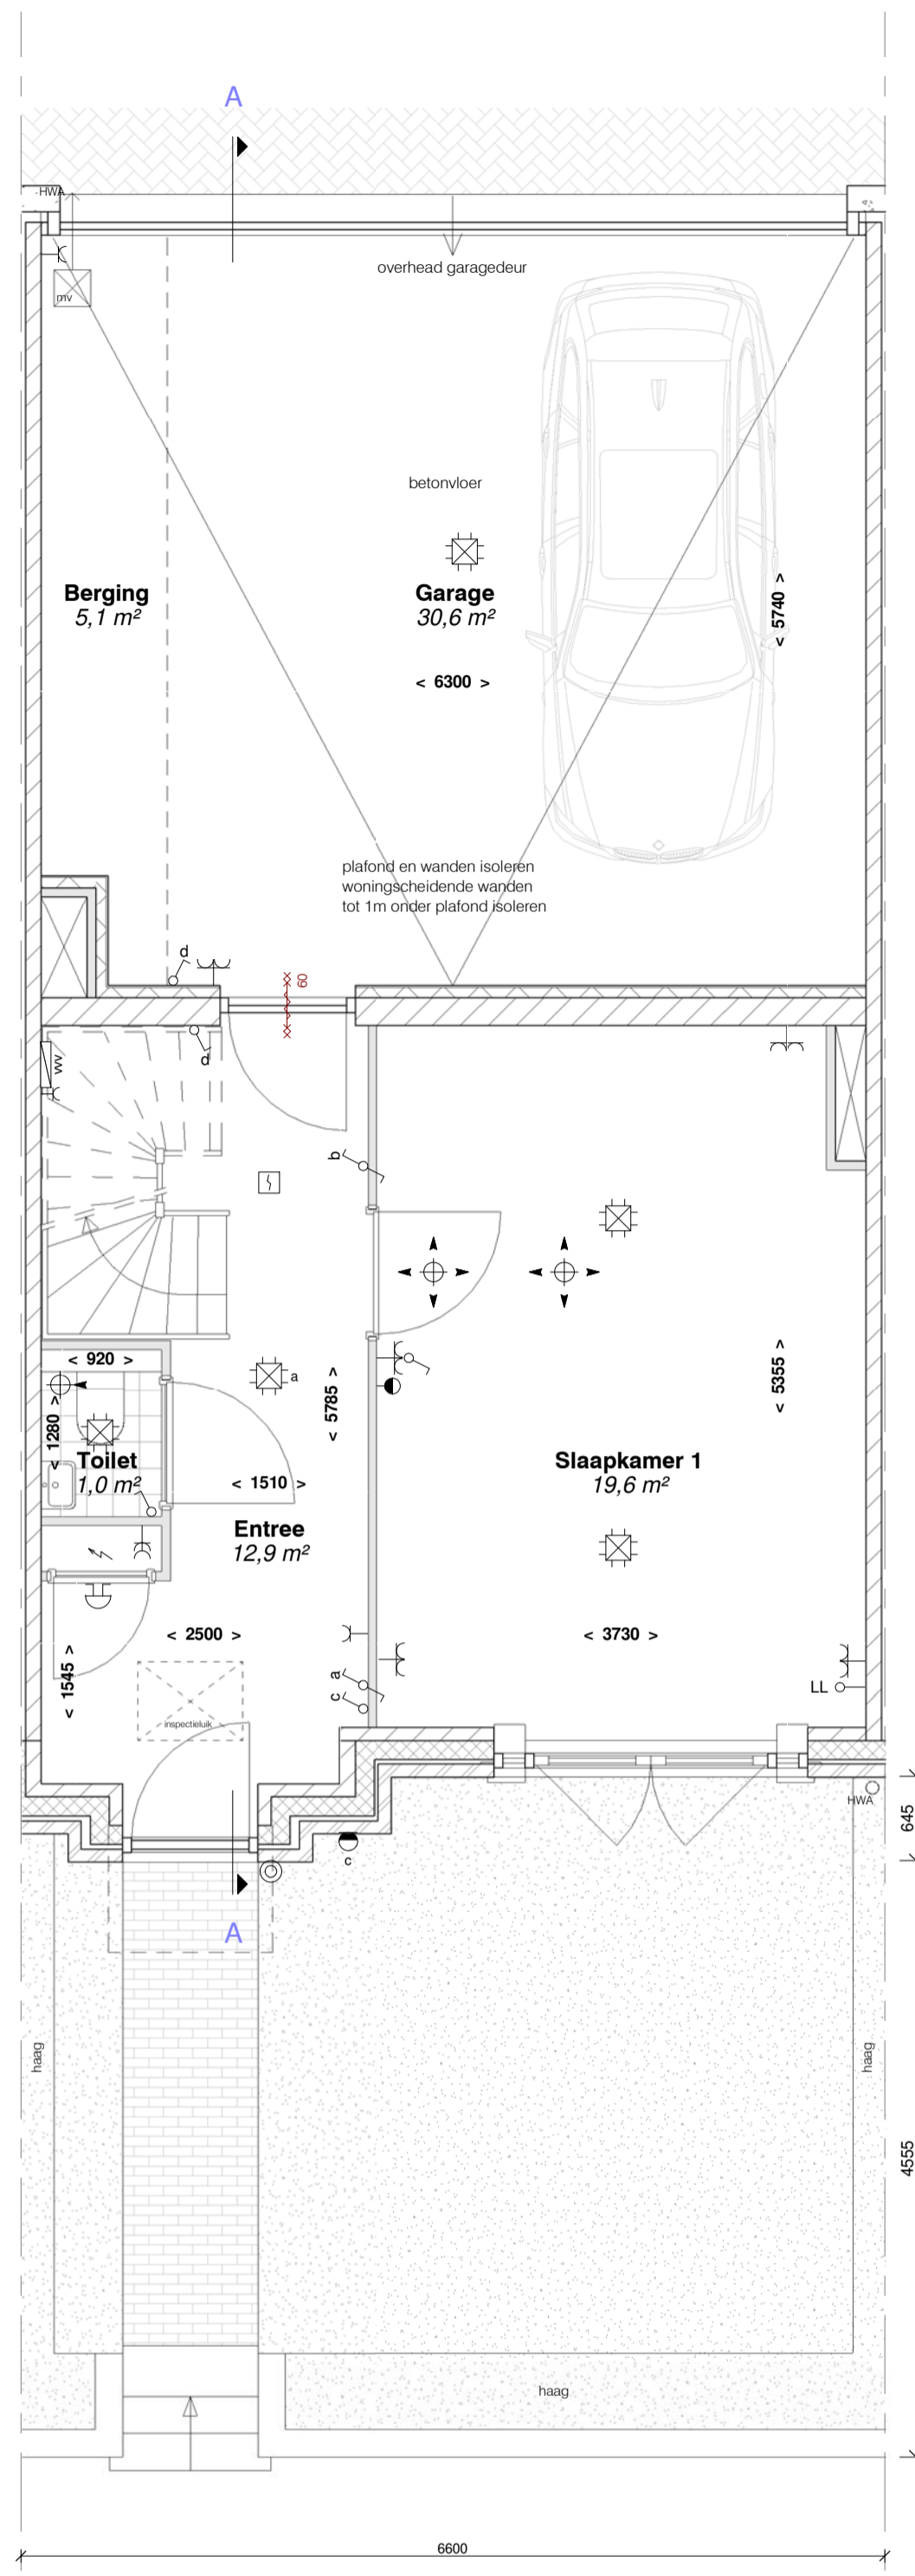 A
HWA
overhead garagedeur
mv
betonvloer
Berging
5,1 m²
Garage
30,6 m²
< 5740 >
< 6300 >
plafond en wanden isoleren
woningscheidende wanden
tot 1m onder plafond isoleren
d
60
d
VV
b
< 920 >
a
< 1280 >
< 5785 >
< 5355 >
Toilet
1,0 m²
< 1510 >
Slaapkamer 1
19,6 m²
Entree
12,9 m²
< 2500 >
< 3730 >
< 1545 >
a
c
LL
inspectieluik
HWA
645
c
A
haag
haag
4555
haag
6600